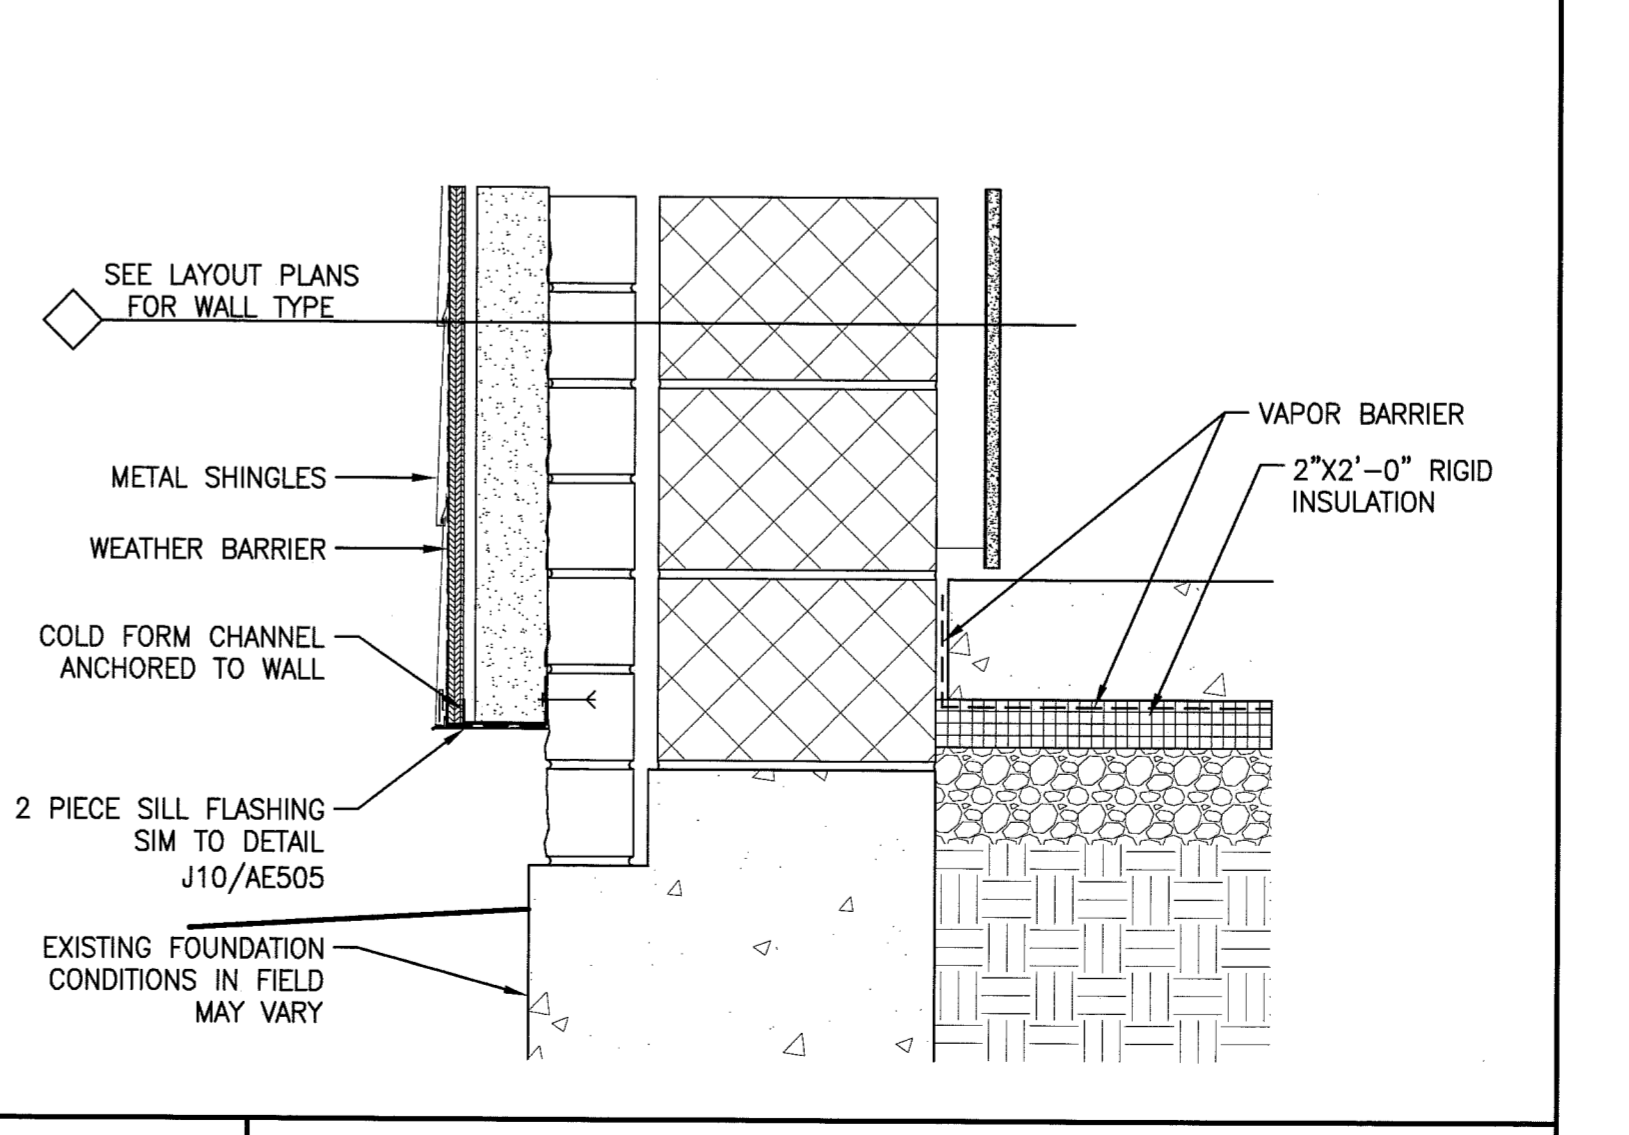 SEE LAYOUT PLANS
FOR WALL TYPE
METAL SHINGLES
WEATHER BARRIER
COLD FORM CHANNEL
ANCHORED TO WALL
2 PIECE SILL FLASHING
SIM TO DETAIL
J10/AE505
EXISTING FOUNDATION
CONDITIONS IN FIELD
MAY VARY
VAPOR BARRIER
2"X2'-0" RIGID
INSULATION